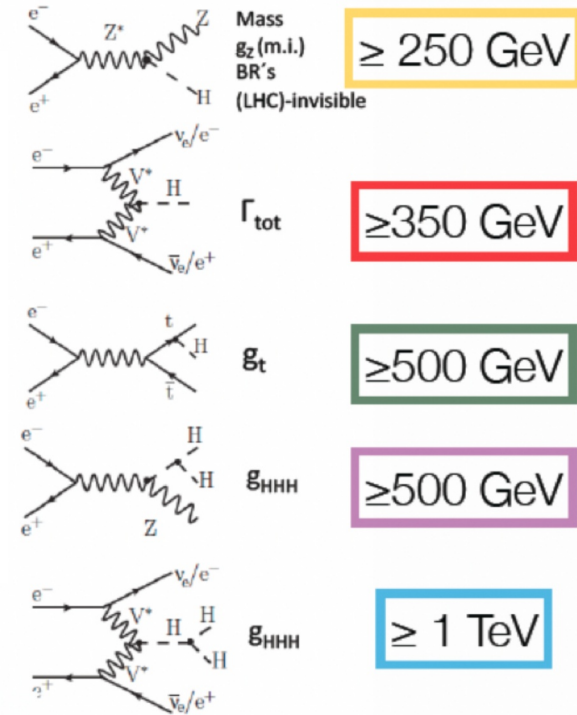 e⁻
Z*
Z
e⁺
H
Mass
g_Z (m.i.)
BR´s
(LHC)-invisible
≥ 250 GeV
ν_e/e⁻
e⁻
V*
H
V*
e⁺
ν̅_e/e⁺
Γ_tot
≥350 GeV
e⁻
t
H
e⁺
t̅
g_t
≥500 GeV
e⁻
H
H
e⁺
Z
g_HHH
≥500 GeV
ν_e/e⁻
e⁻
V*
H
H
H
V*
e⁺
ν̅_e/e⁺
g_HHH
≥ 1 TeV